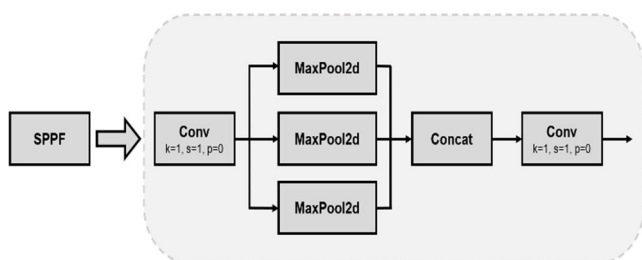 SPPF
Conv
k=1, s=1, p=0
MaxPool2d
MaxPool2d
MaxPool2d
Concat
Conv
k=1, s=1, p=0